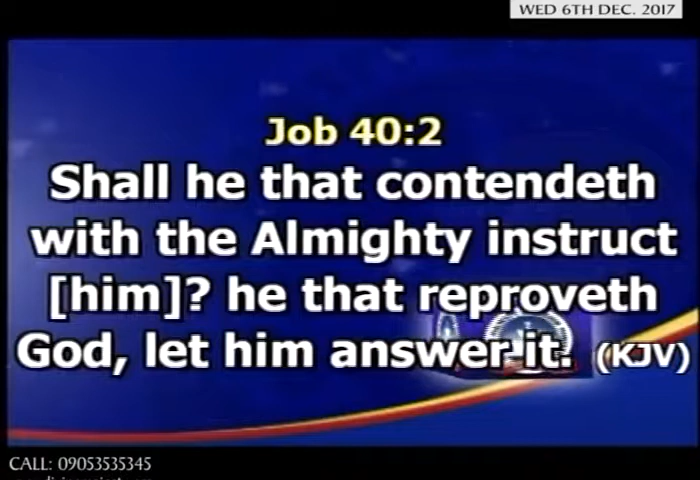 WED 6TH DEC. 2017
Job 40:2
Shall he that contendeth
with the Almighty instruct
[him]? he that reproveth
God, let him answer it. (KJV)
CALL: 09053535345